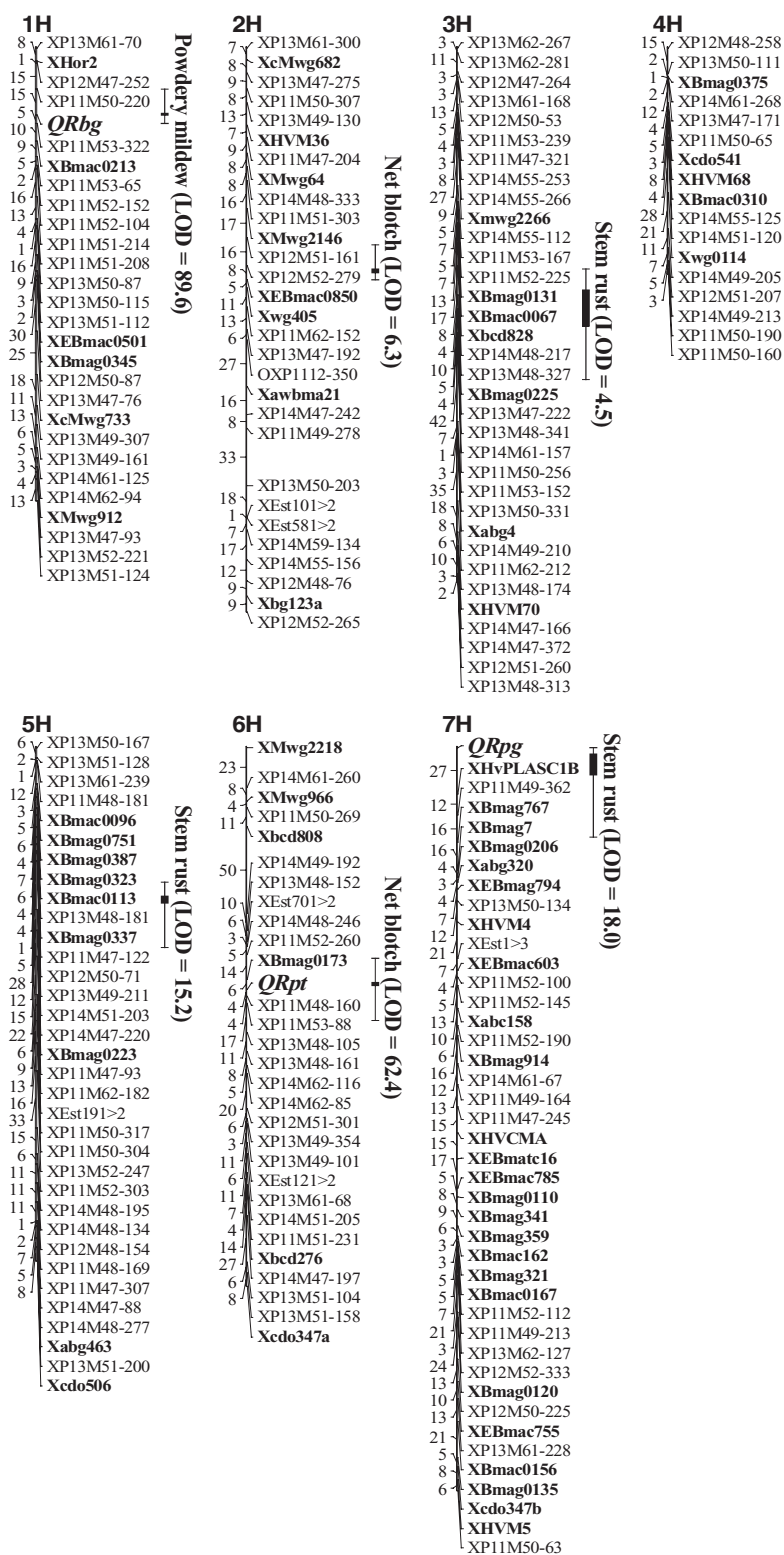 1H
8
1
15
15
5
10
9
5
2
16
13
4
1
16
9
3
2
30
25
18
11
13
6
5
3
4
13
XP13M61-70
XHor2
XP12M47-252
XP11M50-220
QRbg
XP11M53-322
XBmac0213
XP11M53-65
XP11M52-152
XP11M52-104
XP11M51-214
XP11M51-208
XP13M50-87
XP13M50-115
XP13M51-112
XEBmac0501
XBmag0345
XP12M50-87
XP13M47-76
XcMwg733
XP13M49-307
XP13M49-161
XP14M61-125
XP14M62-94
XMwg912
XP13M47-93
XP13M52-221
XP13M51-124
Powdery mildew (LOD = 89.6)
2H
7
8
9
8
13
7
9
8
8
16
17
16
8
5
11
13
6
27
16
8
33
18
1
7
17
12
9
9
XP13M61-300
XcMwg682
XP13M47-275
XP11M50-307
XP13M49-130
XHVM36
XP11M47-204
XMwg64
XP14M48-333
XP11M51-303
XMwg2146
XP12M51-161
XP12M52-279
XEBmac0850
Xwg405
XP11M62-152
XP13M47-192
OXP1112-350
Xawbma21
XP14M47-242
XP11M49-278
XP13M50-203
XEst101>2
XEst581>2
XP14M59-134
XP14M55-156
XP12M48-76
Xbg123a
XP12M52-265
Net blotch (LOD = 6.3)
3H
3
11
3
3
13
5
4
8
27
9
5
7
5
7
13
17
8
4
10
5
4
42
7
1
3
35
18
8
6
10
3
2
XP13M62-267
XP13M62-281
XP12M47-264
XP13M61-168
XP12M50-53
XP11M53-239
XP11M47-321
XP14M55-253
XP14M55-266
Xmwg2266
XP14M55-112
XP11M53-167
XP11M52-225
XBmag0131
XBmac0067
Xbcd828
XP14M48-217
XP13M48-327
XBmag0225
XP13M47-222
XP13M48-341
XP14M61-157
XP11M50-256
XP11M53-152
XP13M50-331
Xabg4
XP14M49-210
XP11M62-212
XP13M48-174
XHVM70
XP14M47-166
XP14M47-372
XP12M51-260
XP13M48-313
Stem rust (LOD = 4.5)
4H
15
2
1
2
12
4
5
3
8
4
28
21
11
7
5
3
XP12M48-258
XP13M50-111
XBmag0375
XP14M61-268
XP13M47-171
XP11M50-65
Xcdo541
XHVM68
XBmac0310
XP14M55-125
XP14M51-120
Xwg0114
XP14M49-205
XP12M51-207
XP14M49-213
XP11M50-190
XP11M50-160
5H
6
2
1
12
3
5
6
4
7
6
4
4
1
5
28
12
15
22
6
9
13
16
33
15
6
11
11
11
1
2
7
5
8
XP13M50-167
XP13M51-128
XP13M61-239
XP11M48-181
XBmac0096
XBmag0751
XBmag0387
XBmag0323
XBmac0113
XP13M48-181
XBmag0337
XP11M47-122
XP12M50-71
XP13M49-211
XP14M51-203
XP14M47-220
XBmag0223
XP11M47-93
XP11M62-182
XEst191>2
XP11M50-317
XP11M50-304
XP13M52-247
XP11M52-303
XP14M48-195
XP14M48-134
XP12M48-154
XP11M48-169
XP11M47-307
XP14M47-88
XP14M48-277
Xabg463
XP13M51-200
Xcdo506
Stem rust (LOD = 15.2)
6H
23
8
4
11
50
10
6
3
5
14
6
4
4
17
11
8
5
20
6
3
11
6
11
7
4
14
27
6
8
XMwg2218
XP14M61-260
XMwg966
XP11M50-269
Xbcd808
XP14M49-192
XP13M48-152
XEst701>2
XP14M48-246
XP11M52-260
XBmag0173
QRpt
XP11M48-160
XP11M53-88
XP13M48-105
XP13M48-161
XP14M62-116
XP14M62-85
XP12M51-301
XP13M49-354
XP13M49-101
XEst121>2
XP13M61-68
XP14M51-205
XP11M51-231
Xbcd276
XP14M47-197
XP13M51-104
XP13M51-158
Xcdo347a
Net blotch (LOD = 62.4)
7H
27
12
16
16
4
3
4
7
12
21
7
4
5
13
10
6
16
12
13
15
15
17
5
8
9
6
3
3
5
5
7
21
3
24
13
10
13
21
5
8
6
QRpg
XHvPLASC1B
XP11M49-362
XBmag767
XBmag7
XBmag0206
Xabg320
XEBmag794
XP13M50-134
XHVM4
XEst1>3
XEBmac603
XP11M52-100
XP11M52-145
Xabc158
XP11M52-190
XBmag914
XP14M61-67
XP11M49-164
XP11M47-245
XHVCMA
XEBmatc16
XEBmac785
XBmag0110
XBmag341
XBmag359
XBmac162
XBmag321
XBmac0167
XP11M52-112
XP11M49-213
XP13M62-127
XP12M52-333
XBmag0120
XP12M50-225
XEBmac755
XP13M61-228
XBmac0156
XBmag0135
Xcdo347b
XHVM5
XP11M50-63
Stem rust (LOD = 18.0)